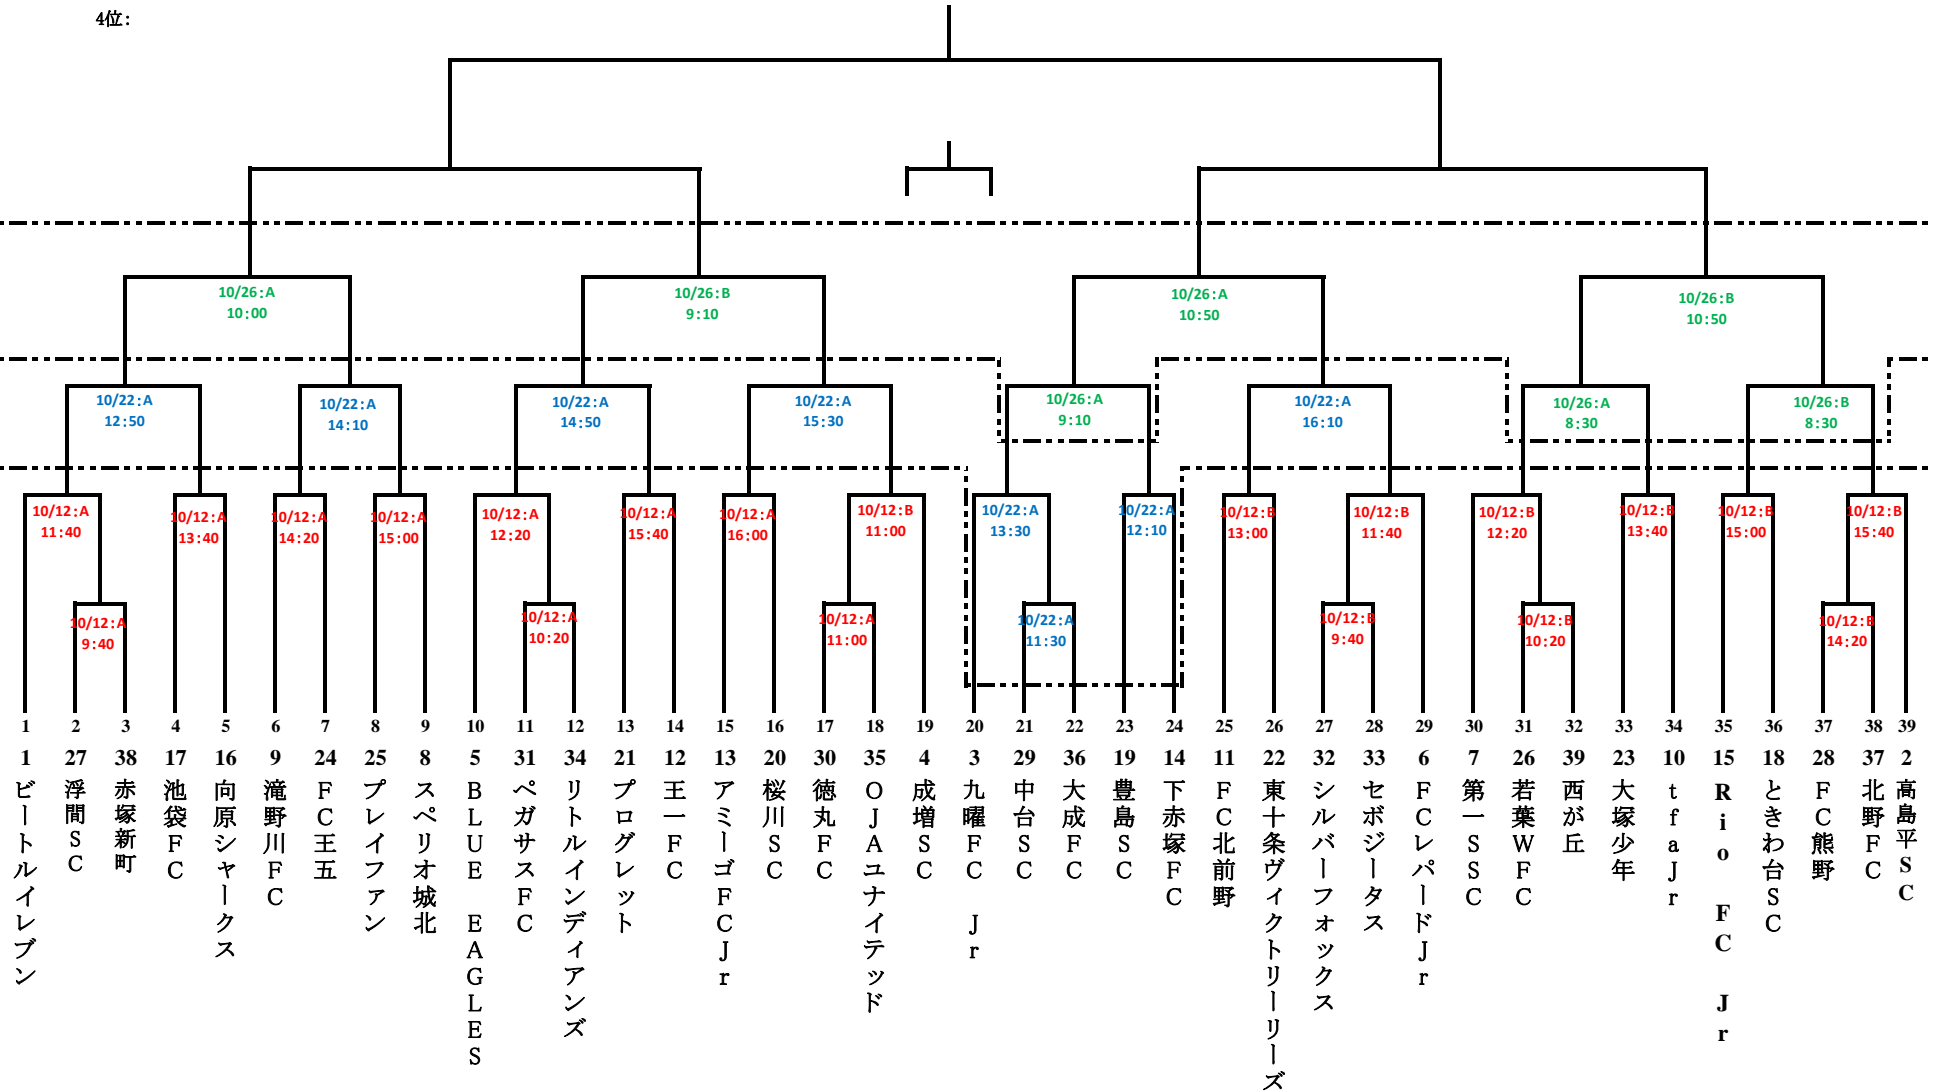 4位:
10/26:A
10:00
10/26:B
9:10
10/26:A
10:50
10/26:B
10:50
10/22:A
12:50
10/22:A
14:10
10/22:A
14:50
10/22:A
15:30
10/26:A
9:10
10/22:A
16:10
10/26:A
8:30
10/26:B
8:30
10/12:A
11:40
10/12:A
13:40
10/12:A
14:20
10/12:A
15:00
10/12:A
12:20
10/12:A
15:40
10/12:A
16:00
10/12:B
11:00
10/22:A
13:30
10/22:A
12:10
10/12:B
13:00
10/12:B
11:40
10/12:B
12:20
10/12:B
13:40
10/12:B
15:00
10/12:B
15:40
10/12:A
9:40
10/12:A
10:20
10/12:A
11:00
10/22:A
11:30
10/12:B
9:40
10/12:B
10:20
10/12:B
14:20
1 2 3 4 5 6 7 8 9 10 11 12 13 14 15 16 17 18 19 20 21 22 23 24 25 26 27 28 29 30 31 32 33 34 35 36 37 38 39
1 27 38 17 16 9 24 25 8 5 31 34 21 12 13 20 30 35 4 3 29 36 19 14 11 22 32 33 6 7 26 39 23 10 15 18 28 37 2
ビートルイレブン
浮間SC
赤塚新町
池袋FC
向原シャークス
滝野川FC
FC王五
プレイファン
スペリオ城北
BLUE EAGLES
ペガサスFC
リトルインディアンズ
プログレット
王一FC
アミーゴFCJr
桜川SC
徳丸FC
OJAユナイテッド
成増SC
九曜FC Jr
中台SC
大成FC
豊島SC
下赤塚FC
FC北前野
東十条ヴィクトリーリーズ
シルバーフォックス
セボジータス
FCレパードJr
第一SSC
若葉WFC
西が丘
大塚少年
tfaJr
Rio FC Jr
ときわ台SC
FC熊野
北野FC
高島平SC